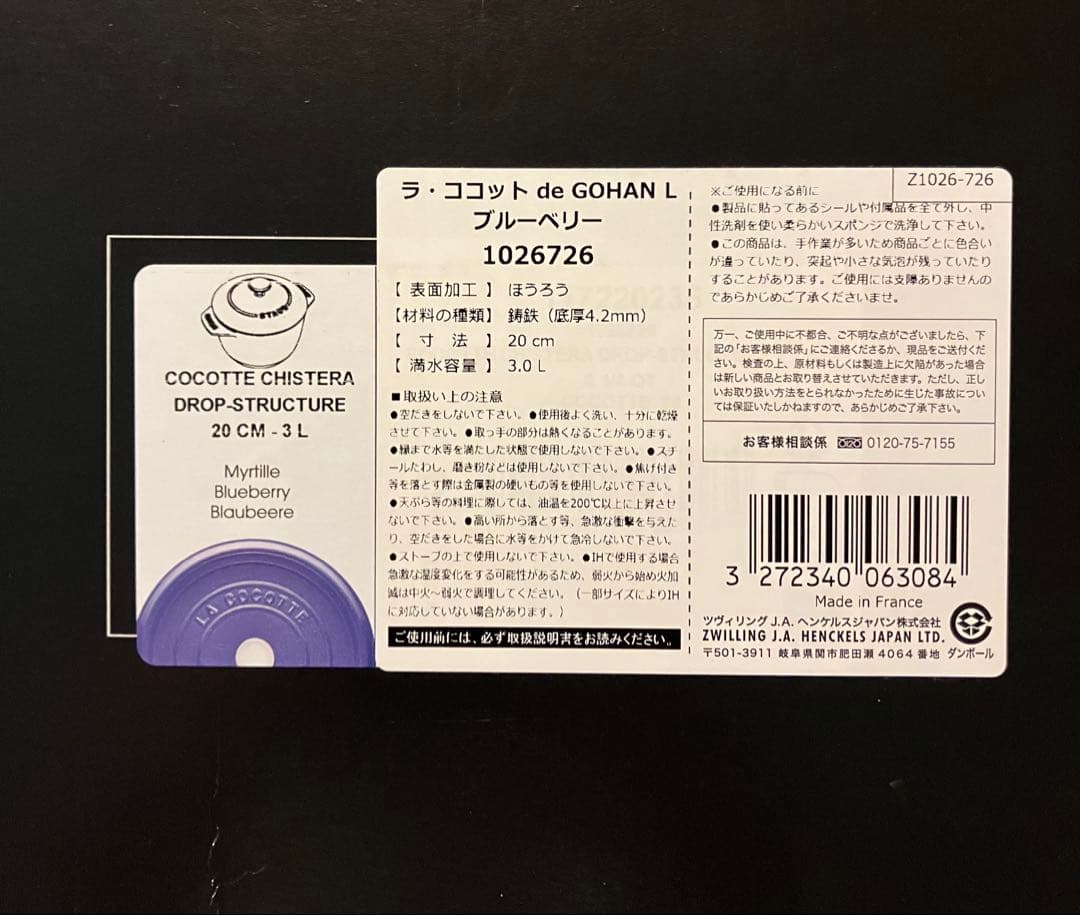 STAUB
COCOTTE CHISTERA
DROP-STRUCTURE
20 CM - 3 L
Myrtille
Blueberry
Blaubeere
LA COCOTTE
ラ・ココット de GOHAN L
ブルーベリー
1026726
【 表面加工 】 ほうろう
【材料の種類】 鋳鉄（底厚4.2mm）
【 寸 法 】 20 cm
【 満水容量 】 3.0 L
■取扱い上の注意
●空だきをしないで下さい。●使用後よく洗い、十分に乾燥
させて下さい。●取っ手の部分は熱くなることがあります。
●縁まで水等を満たした状態で使用しないで下さい。●スチ
ールたわし、磨き粉などは使用しないで下さい。●焦げ付き
等を落とす際は金属製の硬いもの等を使用しないで下さい。
●天ぷら等の料理に際しては、油温を200℃以上に上昇させ
ないで下さい。●高い所から落とす等、急激な衝撃を与えた
り、空だきをした場合に水等をかけて急冷しないで下さい。
●ストーブの上で使用しないで下さい。●IHで使用する場合
急激な温度変化をする可能性があるため、弱火から始め火加
減は中火～弱火で調理してください。（一部サイズによりIH
に対応していない場合があります。）
ご使用前には、必ず取扱説明書をお読みください。
Z1026-726
※ご使用になる前に
●製品に貼ってあるシールや付属品を全て外し、中
性洗剤を使い柔らかいスポンジで洗浄して下さい。
●この商品は、手作業が多いため商品ごとに色合い
が違っていたり、突起や小さな気泡が残っていたり
することがあります。ご使用には支障ありませんの
であらかじめご了承くださいませ。
万一、ご使用中に不都合、ご不明な点がございましたら、下
記の「お客様相談係」にご連絡くださるか、現品をご送付くだ
さい。検査の上、原材料もしくは製造上に欠陥があった場合
は新しい商品とお取り替えさせていただきます。ただし、正し
いお取り扱い方法をとられなかったために生じた事故につい
ては保証いたしかねますので、あらかじめご了承下さい。
お客様相談係 0120-75-7155
3 272340 063084
Made in France
ツヴィリング J.A. ヘンケルスジャパン株式会社
ZWILLING J.A. HENCKELS JAPAN LTD.
〒501-3911 岐阜県関市肥田瀬 4064 番地 ダンボール